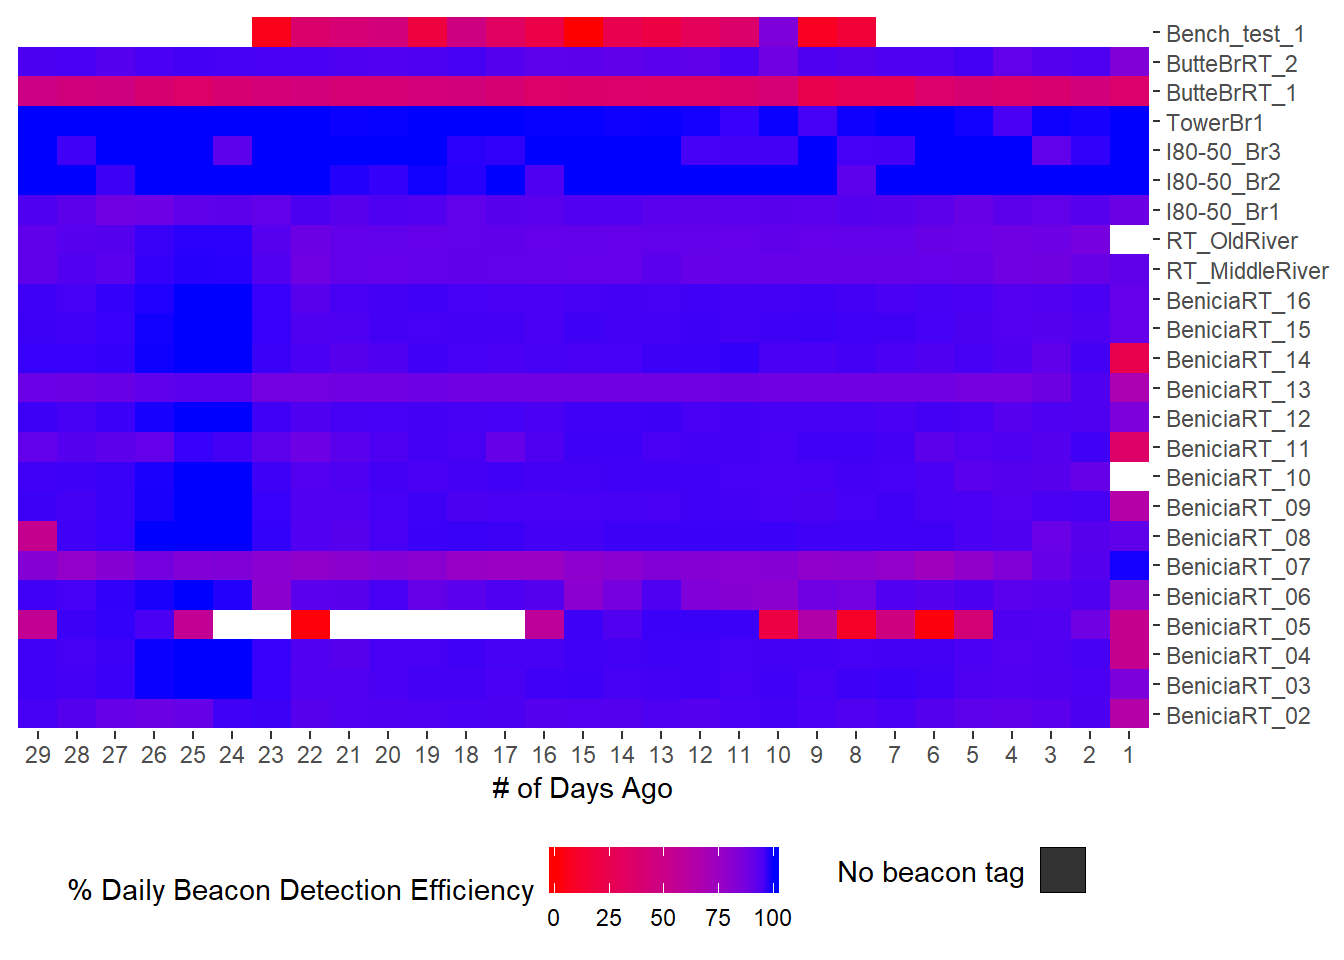 Bench_test_1
ButteBrRT_2
ButteBrRT_1
TowerBr1
I80-50_Br3
I80-50_Br2
I80-50_Br1
RT_OldRiver
RT_MiddleRiver
BeniciaRT_16
BeniciaRT_15
BeniciaRT_14
BeniciaRT_13
BeniciaRT_12
BeniciaRT_11
BeniciaRT_10
BeniciaRT_09
BeniciaRT_08
BeniciaRT_07
BeniciaRT_06
BeniciaRT_05
BeniciaRT_04
BeniciaRT_03
BeniciaRT_02
29 28 27 26 25 24 23 22 21 20 19 18 17 16 15 14 13 12 11 10 9 8 7 6 5 4 3 2 1
# of Days Ago
% Daily Beacon Detection Efficiency
0 25 50 75 100
No beacon tag